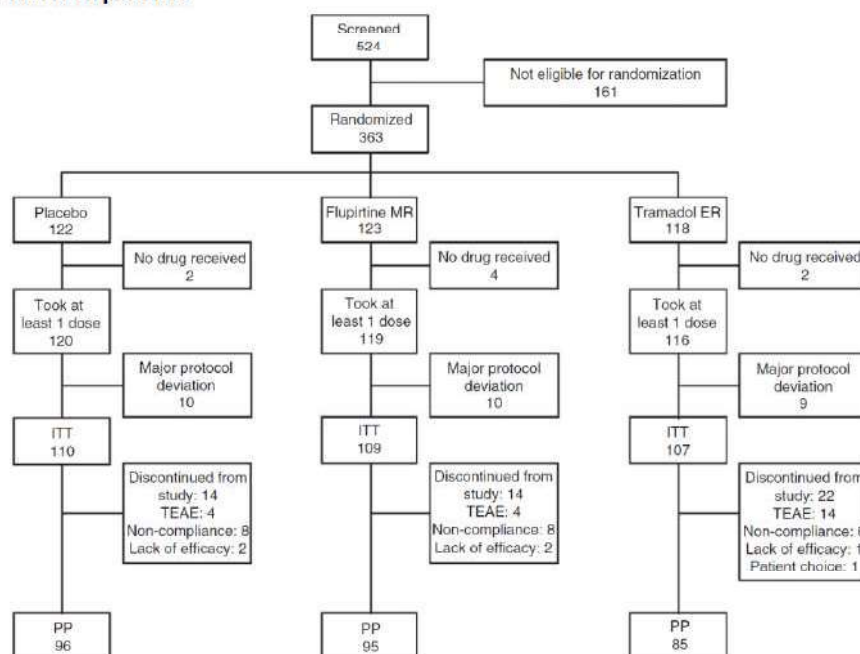 Screened
524
Not eligible for randomization
161
Randomized
363
Placebo
122
Flupirtine MR
123
Tramadol ER
118
No drug received
2
No drug received
4
No drug received
2
Took at
least 1 dose
120
Took at
least 1 dose
119
Took at
least 1 dose
116
Major protocol
deviation
10
Major protocol
deviation
10
Major protocol
deviation
9
ITT
110
ITT
109
ITT
107
Discontinued from
study: 14
TEAE: 4
Non-compliance: 8
Lack of efficacy: 2
Discontinued from
study: 14
TEAE: 4
Non-compliance: 8
Lack of efficacy: 2
Discontinued from
study: 22
TEAE: 14
Non-compliance:
Lack of efficacy: 1
Patient choice: 1
PP
96
PP
95
PP
85